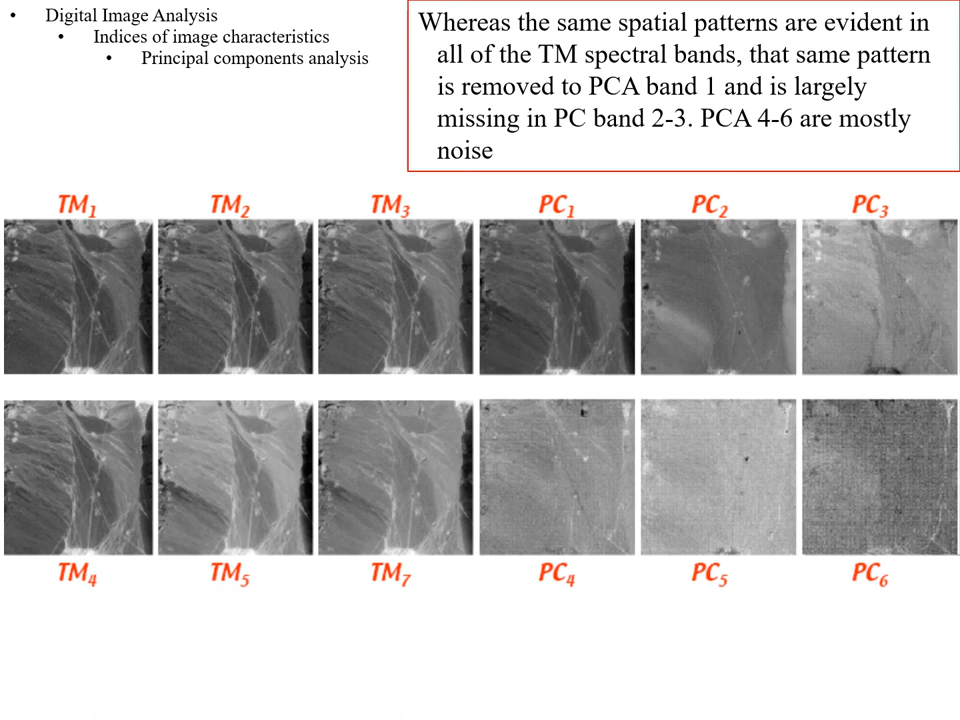 • Digital Image Analysis
• Indices of image characteristics
• Principal components analysis
Whereas the same spatial patterns are evident in
all of the TM spectral bands, that same pattern
is removed to PCA band 1 and is largely
missing in PC band 2-3. PCA 4-6 are mostly
noise
TM₁ TM₂ TM₃ PC₁ PC₂ PC₃
TM₄ TM₅ TM₇ PC₄ PC₅ PC₆